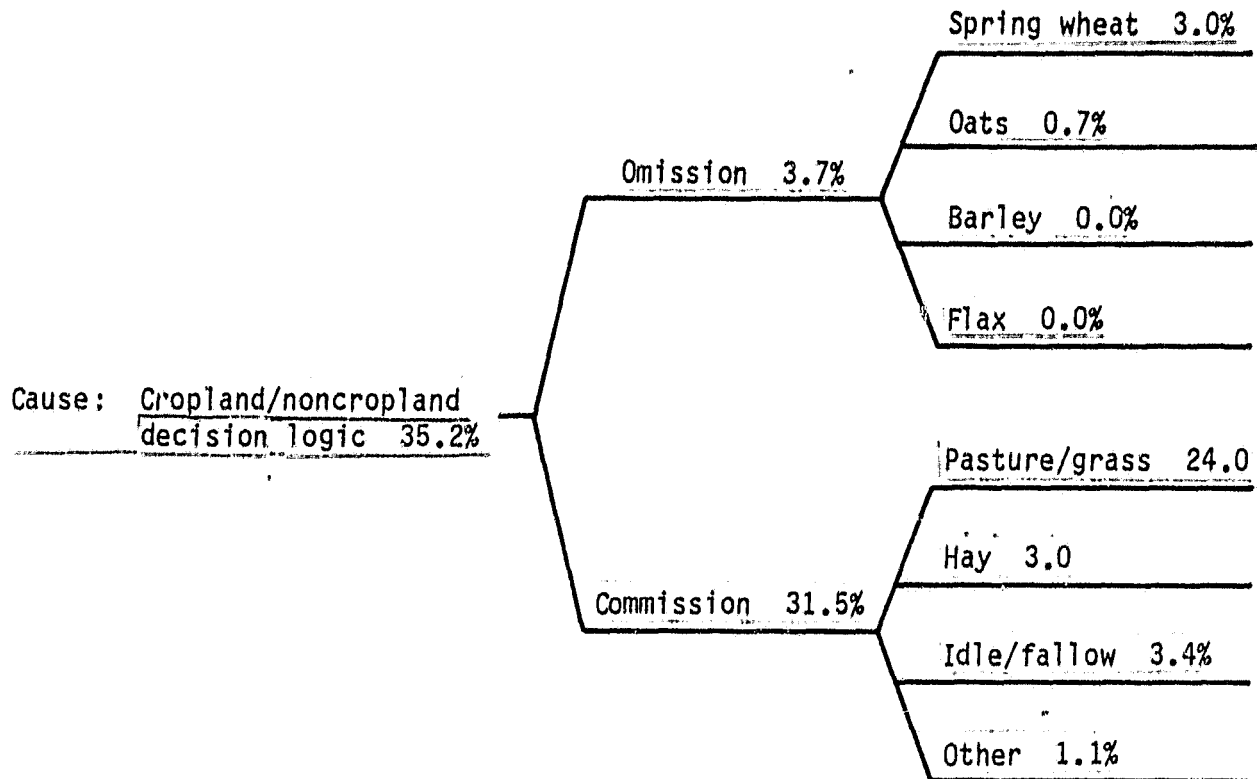 Spring wheat 3.0%
Oats 0.7%
Omission 3.7%
Barley 0.0%
Flax 0.0%
Cause: Cropland/noncropland
decision logic 35.2%
Pasture/grass 24.0
Hay 3.0
Commission 31.5%
Idle/fallow 3.4%
Other 1.1%